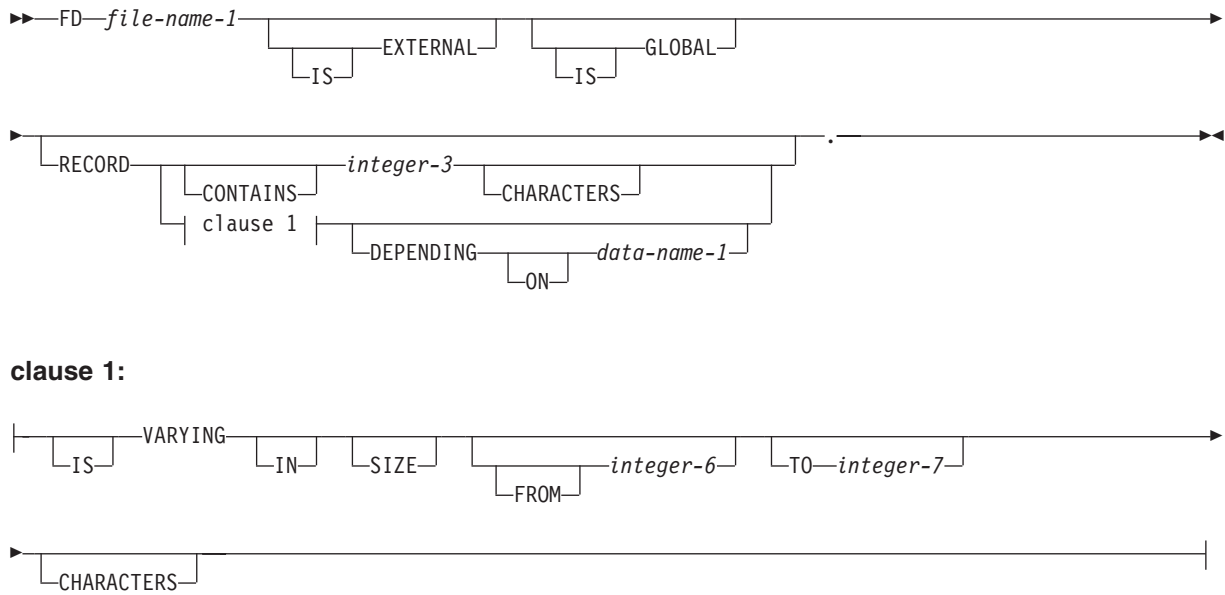 FD file-name-1
EXTERNAL GLOBAL
IS IS
.
RECORD integer-3
CONTAINS CHARACTERS
clause 1
DEPENDING data-name-1
ON
clause 1:
VARYING
IS IN SIZE integer-6 TO integer-7
FROM
CHARACTERS